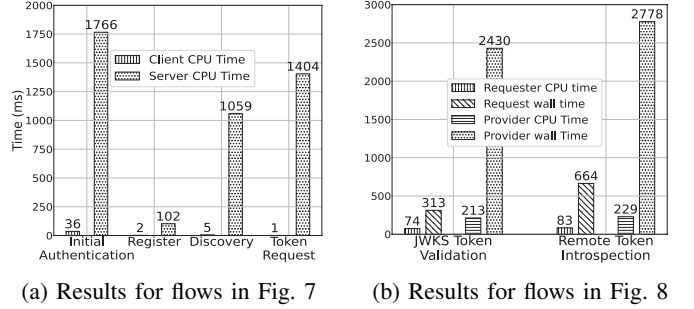 2000
1750
1500
1250
1000
750
500
250
0
Time (ms)
Client CPU Time
Server CPU Time
36
1766
2
102
5
1059
1
1404
Initial
Authentication
Register
Discovery
Token
Request
(a) Results for flows in Fig. 7
3000
2500
2000
1500
1000
500
0
Requester CPU time
Request wall time
Provider CPU Time
Provider wall Time
74
313
213
2430
83
664
229
2778
JWKS Token
Validation
Remote Token
Introspection
(b) Results for flows in Fig. 8